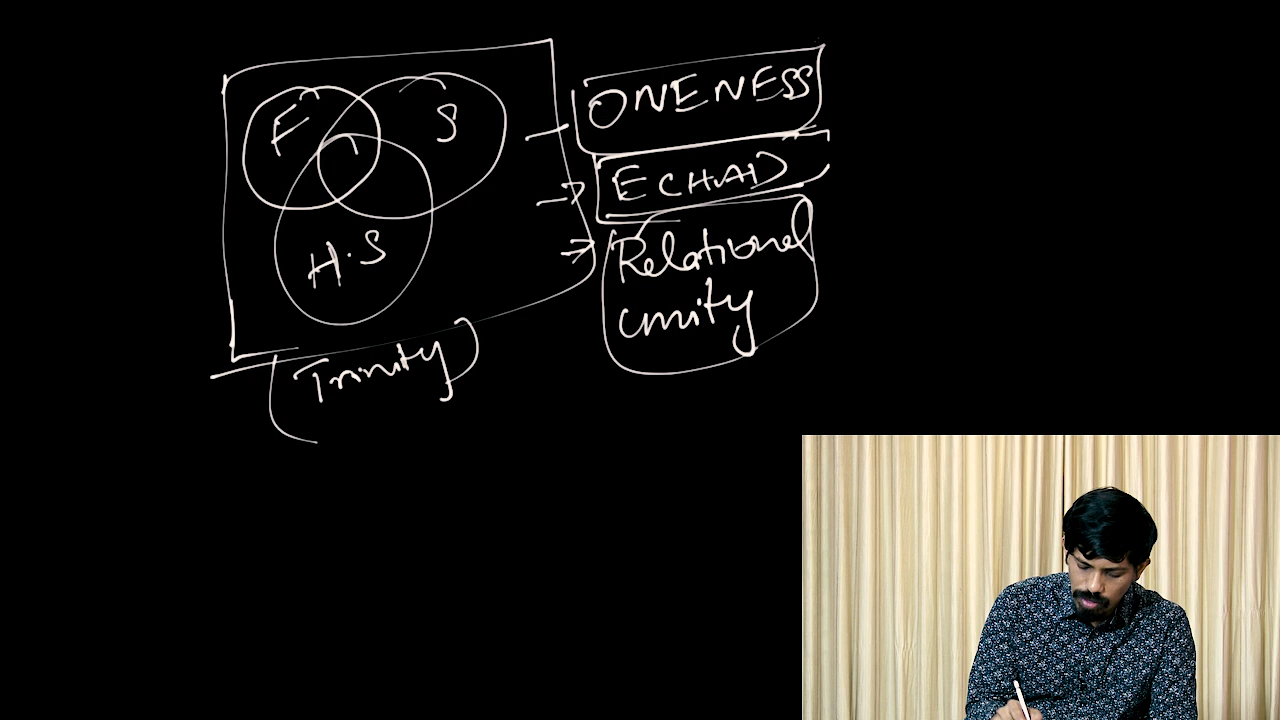 F
S
H.S
(Trinity)
ONENESS
ECHAD
Relational
unity